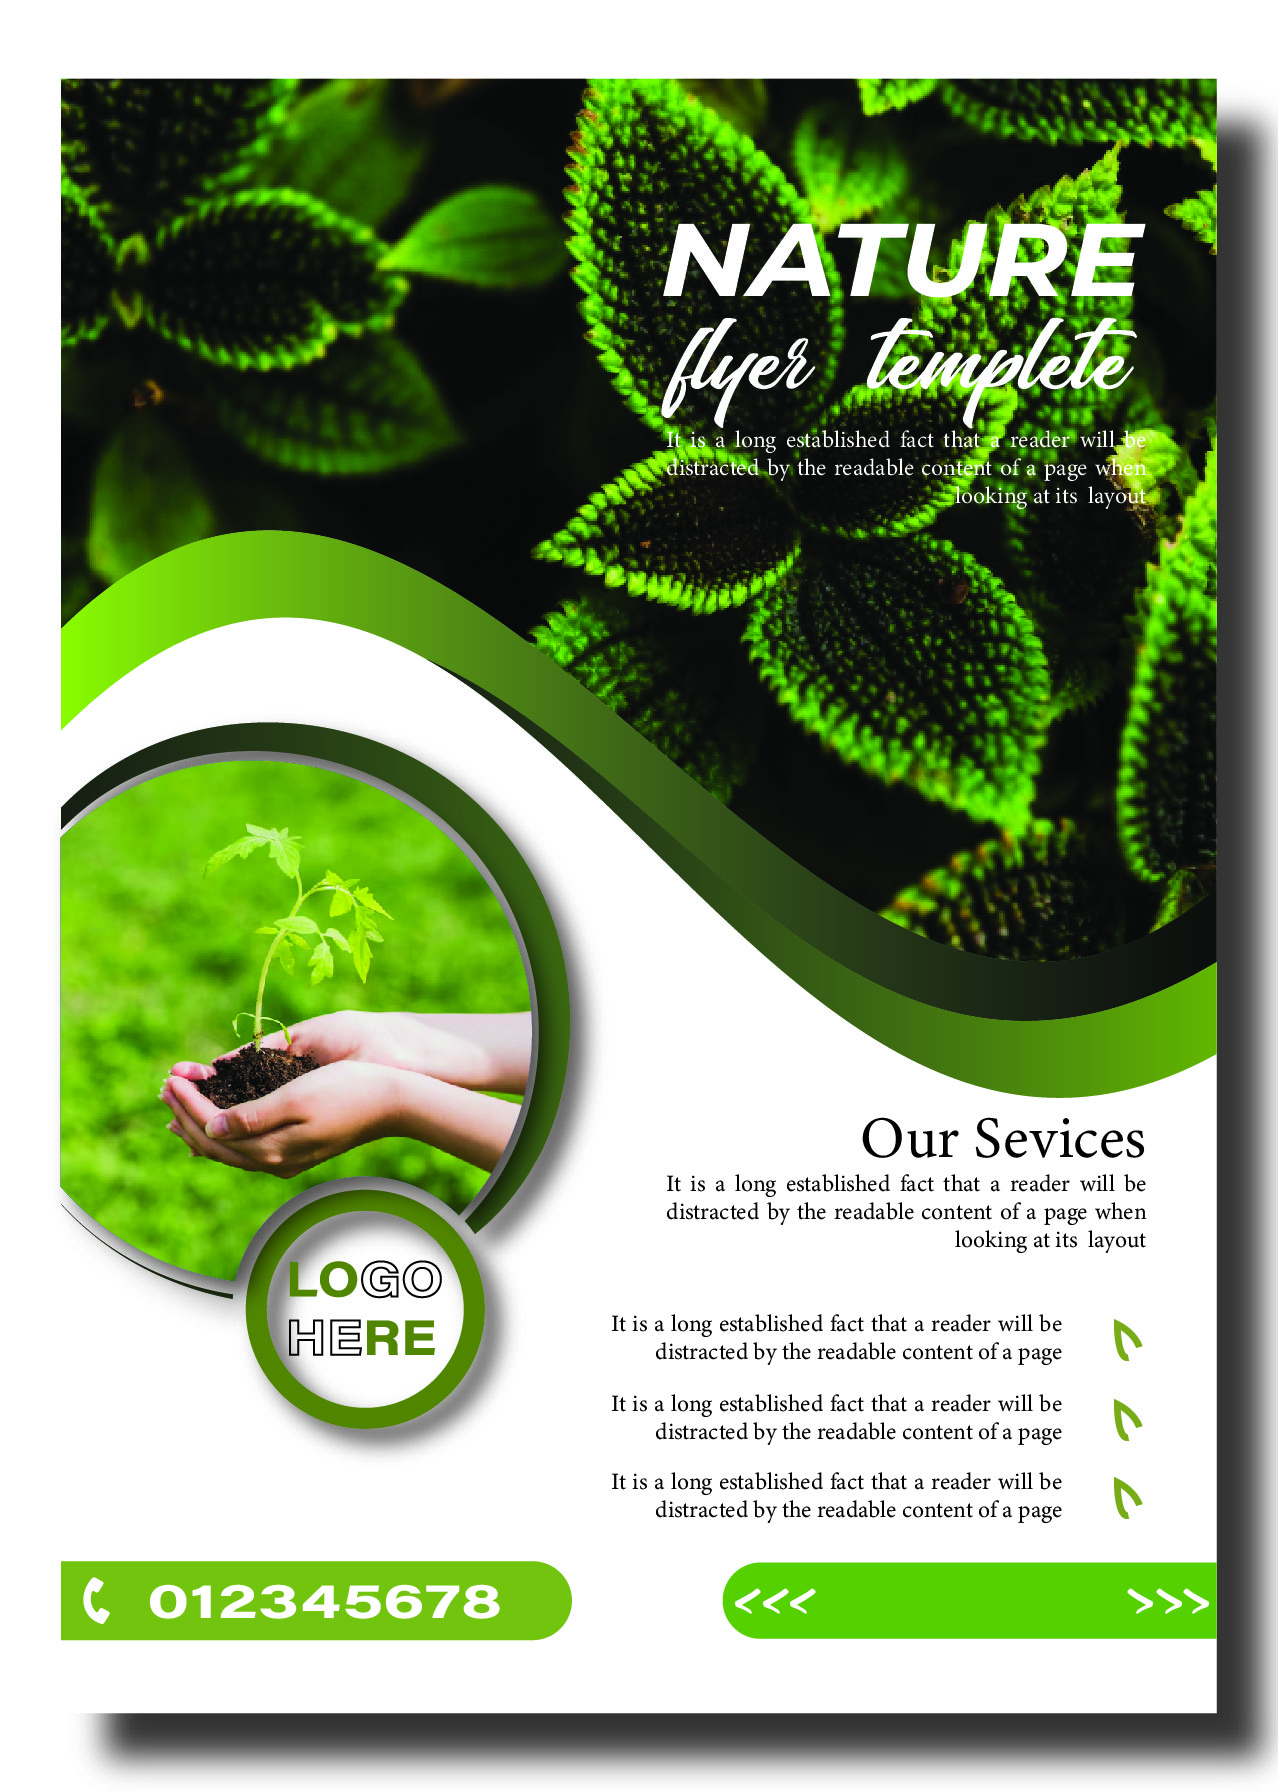 NATURE
flyer templete
It is a long established fact that a reader will be
distracted by the readable content of a page when
looking at its layout
Our Sevices
It is a long established fact that a reader will be
distracted by the readable content of a page when
looking at its layout
LOGO
HERE
It is a long established fact that a reader will be
distracted by the readable content of a page
It is a long established fact that a reader will be
distracted by the readable content of a page
It is a long established fact that a reader will be
distracted by the readable content of a page
012345678
<<< >>>